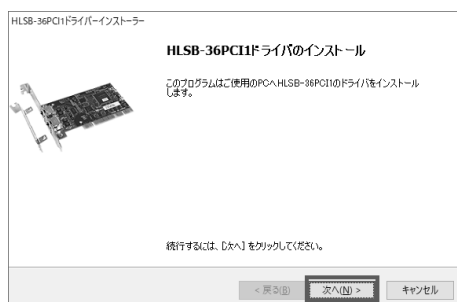 HLSB-36PCI1ドライバーインストーラー
HLSB-36PCI1ドライバのインストール
このプログラムはご使用のPCへHLSB-36PCI1のドライバをインストール
します。
続行するには、[次へ] をクリックしてください。
< 戻る(B) 次へ(N) > キャンセル